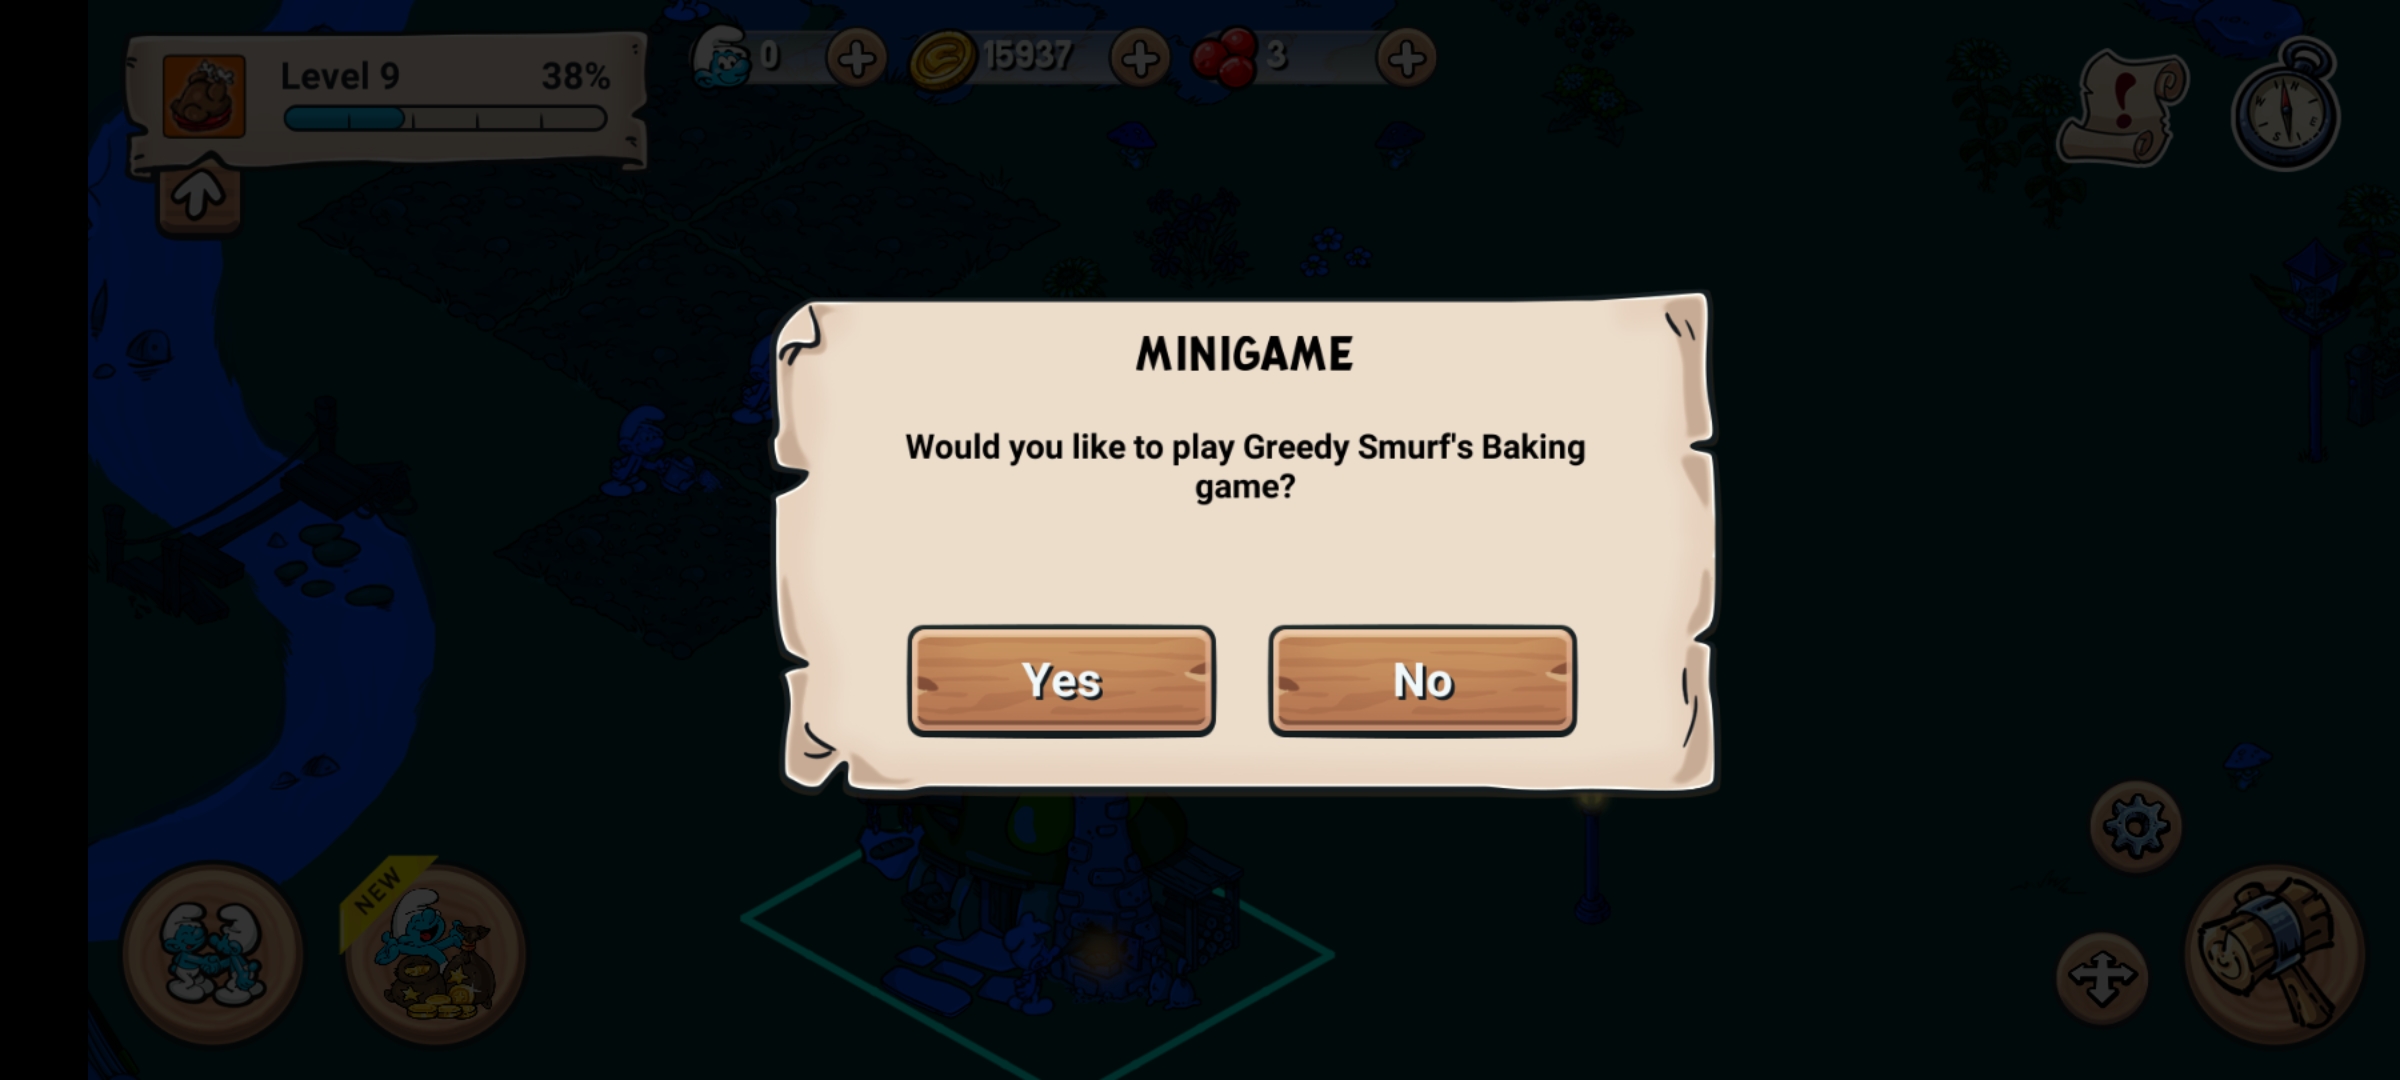 Level 9 38%
0 15937 3
MINIGAME
Would you like to play Greedy Smurf's Baking
game?
Yes No
NEW